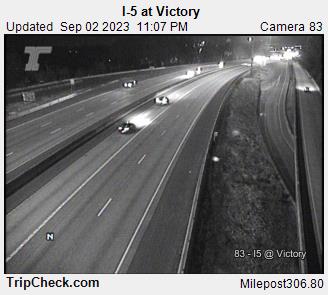 I-5 at Victory
Updated Sep 02 2023 11:07 PM Camera 83
T
N
83 - I5 @ Victory
TripCheck.com Milepost306.80